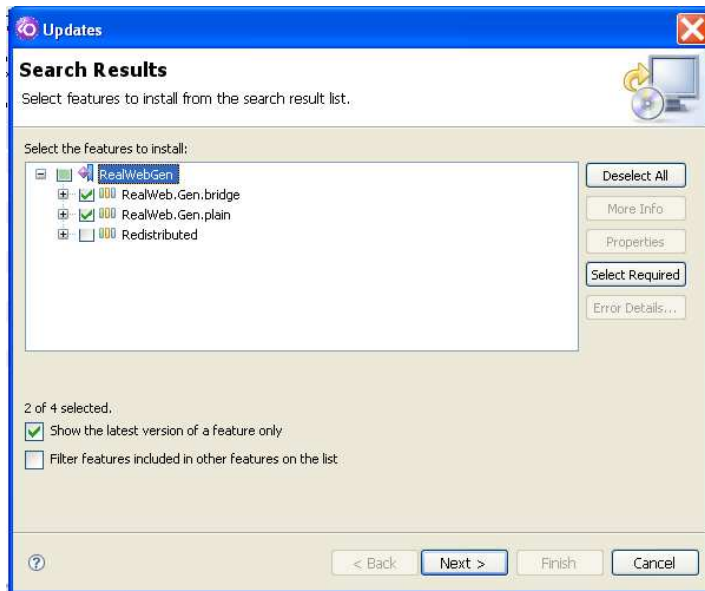 Updates
Search Results
Select features to install from the search result list.
Select the features to install:
RealWebGen
RealWeb.Gen.bridge
RealWeb.Gen.plain
Redistributed
Deselect All
More Info
Properties
Select Required
Error Details...
2 of 4 selected.
Show the latest version of a feature only
Filter features included in other features on the list
? < Back Next > Finish Cancel